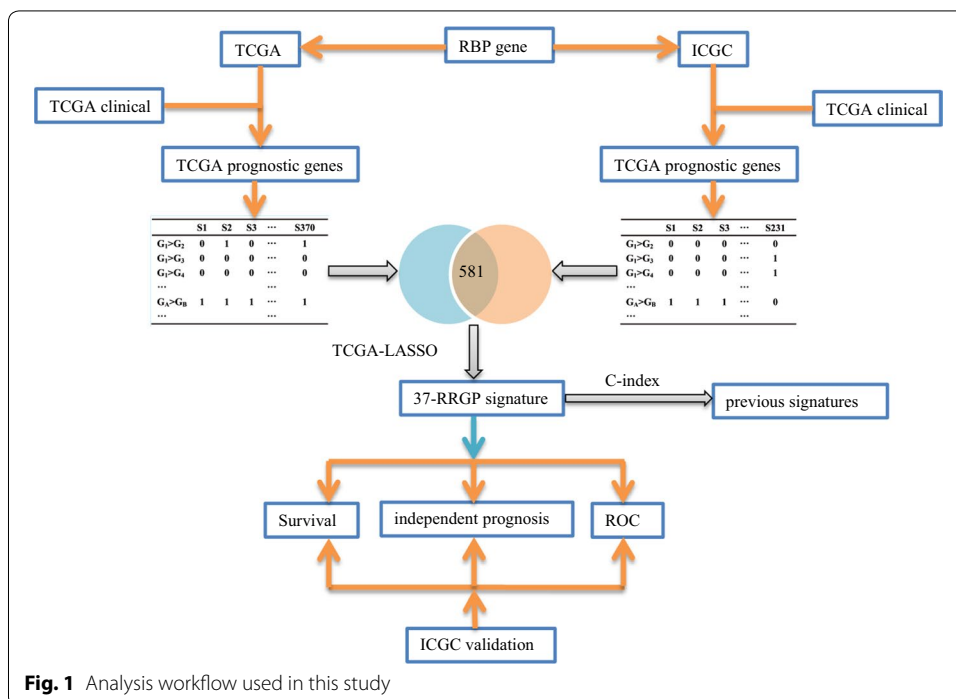 TCGA
RBP gene
ICGC
TCGA clinical
TCGA clinical
TCGA prognostic genes
TCGA prognostic genes
S1 S2 S3 ... S370
G1>G2 0 1 0 ... 1
G1>G3 0 0 0 ... 0
G1>G4 0 0 0 ... 0
... ...
GA>GB 1 1 1 ... 1
... ...
581
S1 S2 S3 ... S231
G1>G2 0 0 0 ... 0
G1>G3 0 0 0 ... 1
G1>G4 0 0 0 ... 1
... ...
GA>GB 1 1 1 ... 0
... ...
TCGA-LASSO
37-RRGP signature
C-index
previous signatures
Survival
independent prognosis
ROC
ICGC validation
Fig. 1 Analysis workflow used in this study